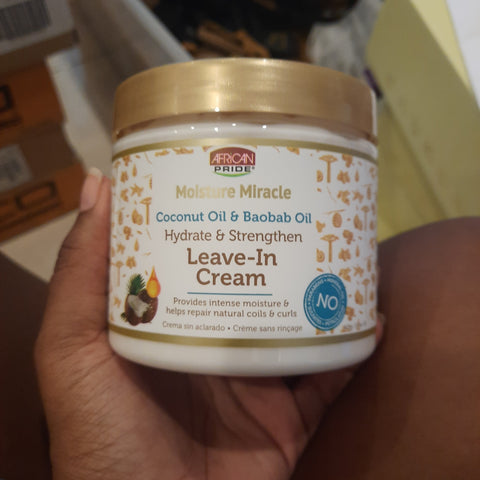 AFRICAN
PRIDE®
Moisture Miracle
Coconut Oil & Baobab Oil
Hydrate & Strengthen
Leave-In
Cream
Provides intense moisture &
helps repair natural coils & curls
Crema sin aclarado • Crème sans rinçage
NO